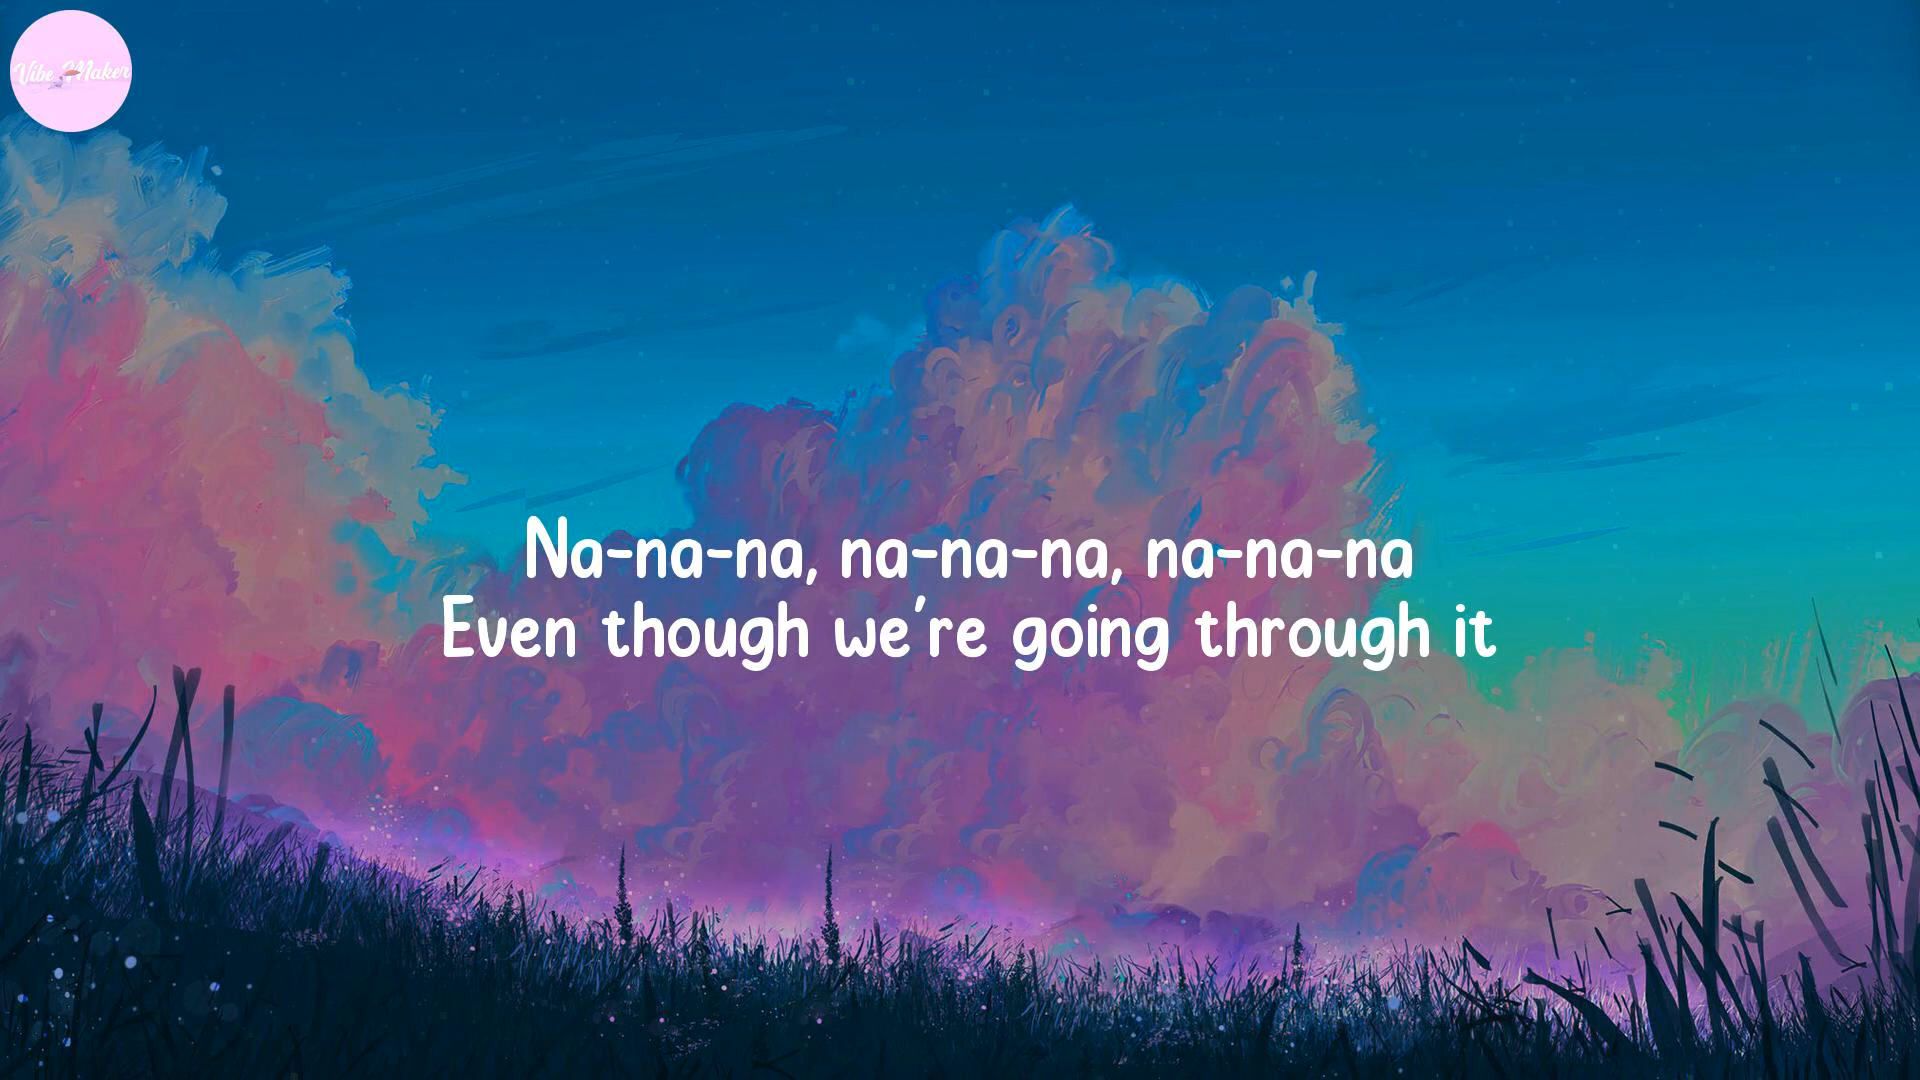 Vibe Maker
Na-na-na, na-na-na, na-na-na
Even though we're going through it